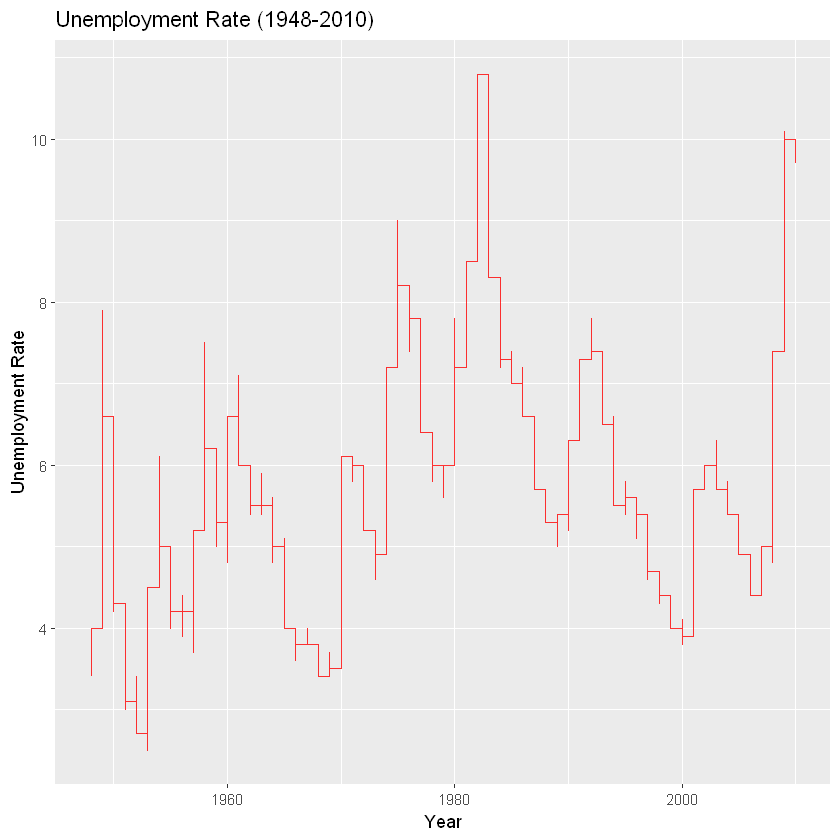 Unemployment Rate (1948-2010)
Unemployment Rate
10
8
6
4
1960
1980
2000
Year